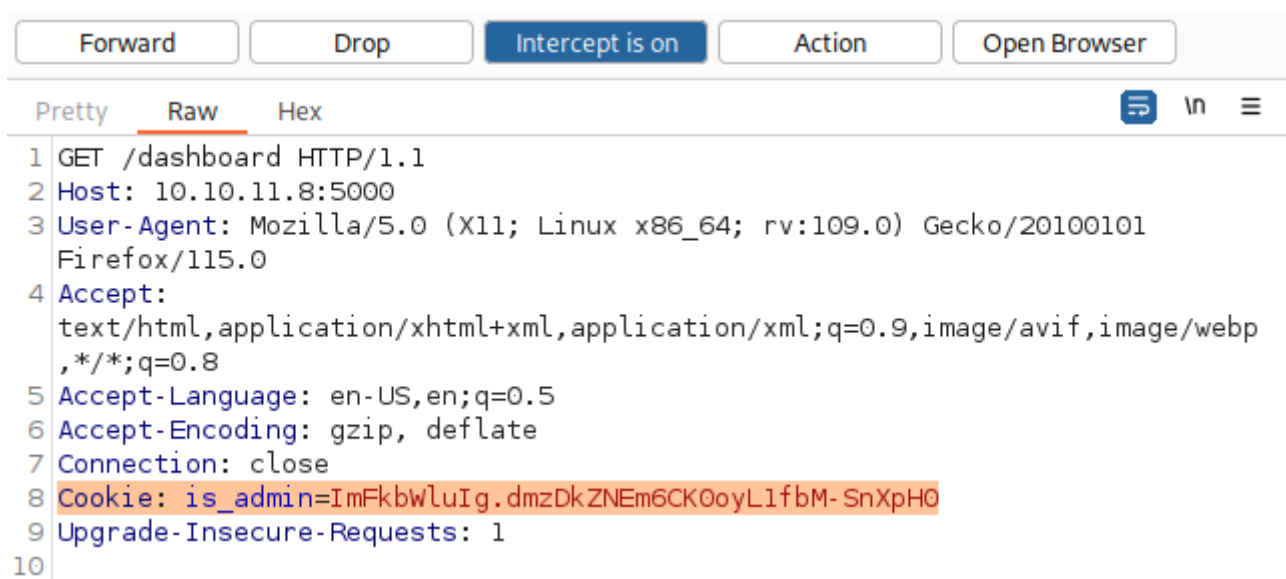 Forward Drop Intercept is on Action Open Browser
Pretty Raw Hex \n ≡
1 GET /dashboard HTTP/1.1
2 Host: 10.10.11.8:5000
3 User-Agent: Mozilla/5.0 (X11; Linux x86_64; rv:109.0) Gecko/20100101
Firefox/115.0
4 Accept:
text/html,application/xhtml+xml,application/xml;q=0.9,image/avif,image/webp
,*/*;q=0.8
5 Accept-Language: en-US,en;q=0.5
6 Accept-Encoding: gzip, deflate
7 Connection: close
8 Cookie: is_admin=ImFkbWluIg.dmzDkZNEm6CK0oyL1fbM-SnXpH0
9 Upgrade-Insecure-Requests: 1
10